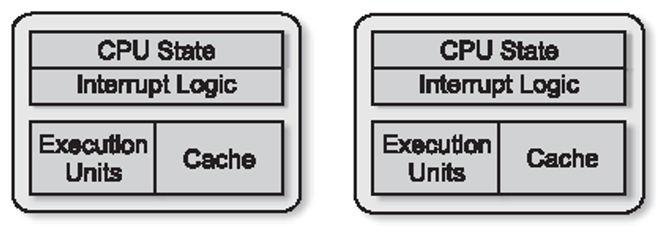 CPU State
Interrupt Logic
Execution
Units
Cache
CPU State
Interrupt Logic
Execution
Units
Cache